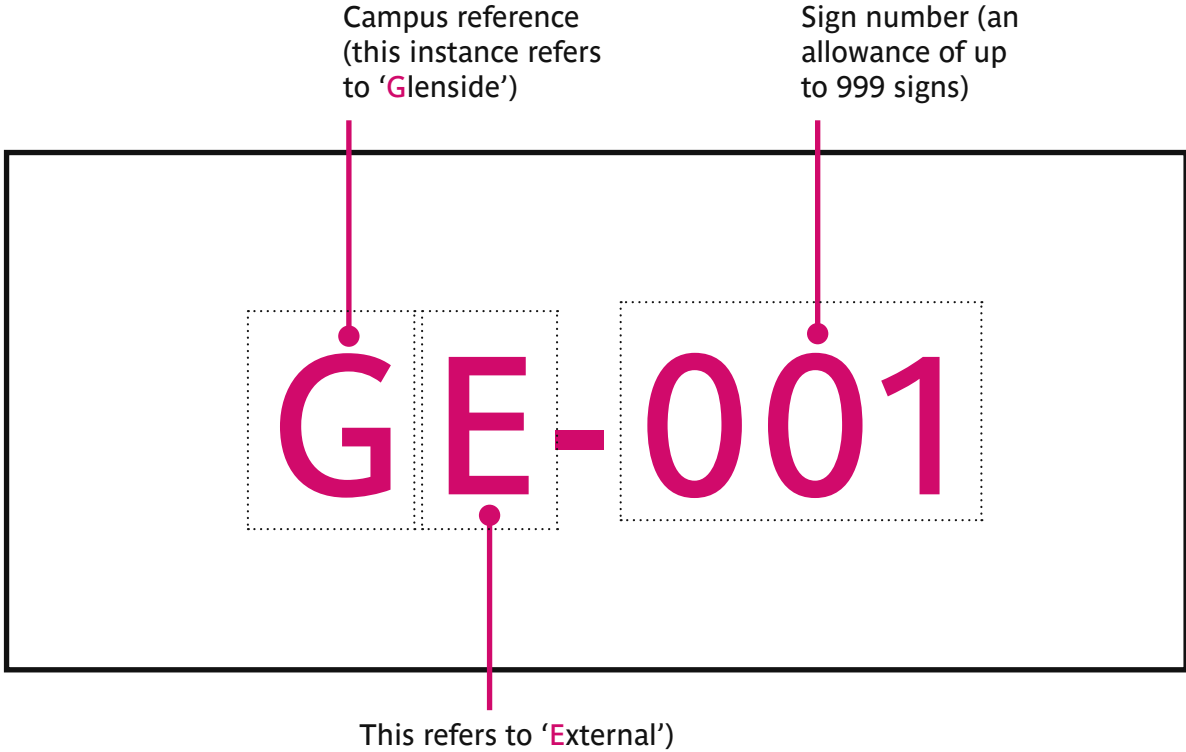 Campus reference
(this instance refers
to ‘Glenside’)
Sign number (an
allowance of up
to 999 signs)
GE-001
This refers to ‘External’)